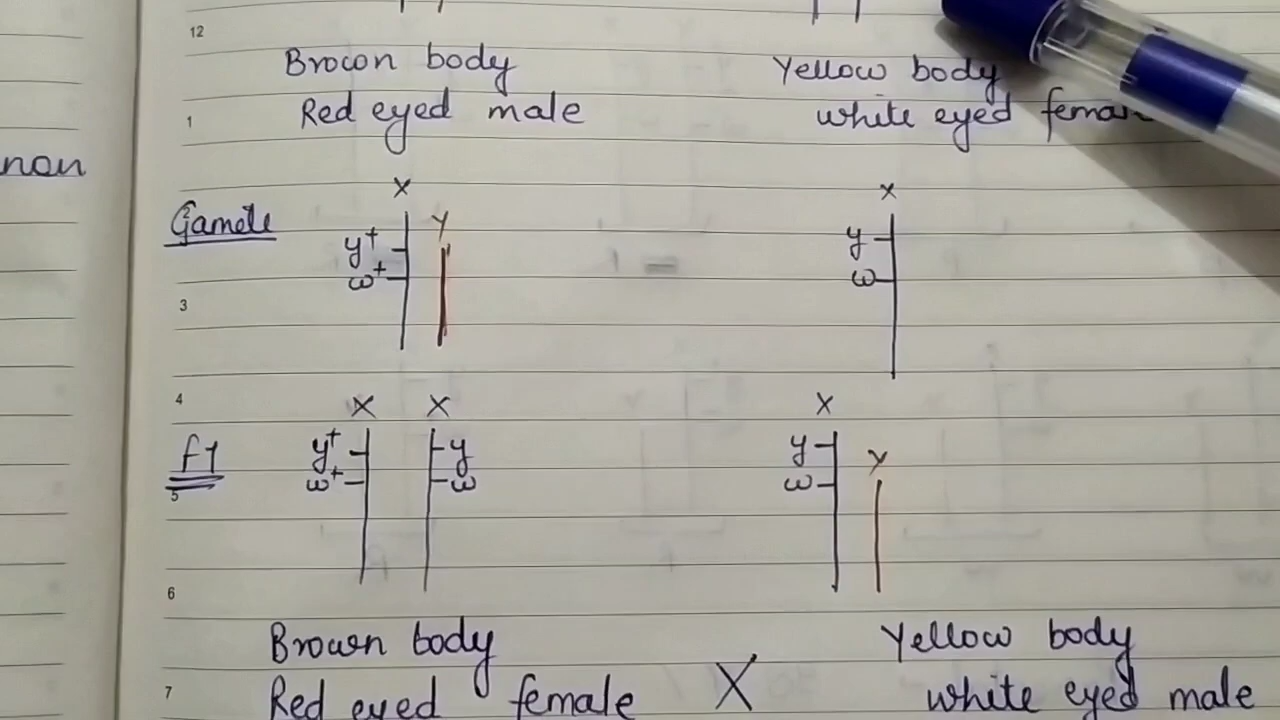 12
Brown body
Red eyed male
Yellow body
white eyed
1
non
Gamete
X
Y
y+
w+
=
X
y
w
3
4
F1
X X
y+
w+
y
w
X
y
w
Y
5
6
Brown body
Red eyed female
X
Yellow body
white eyed male
7